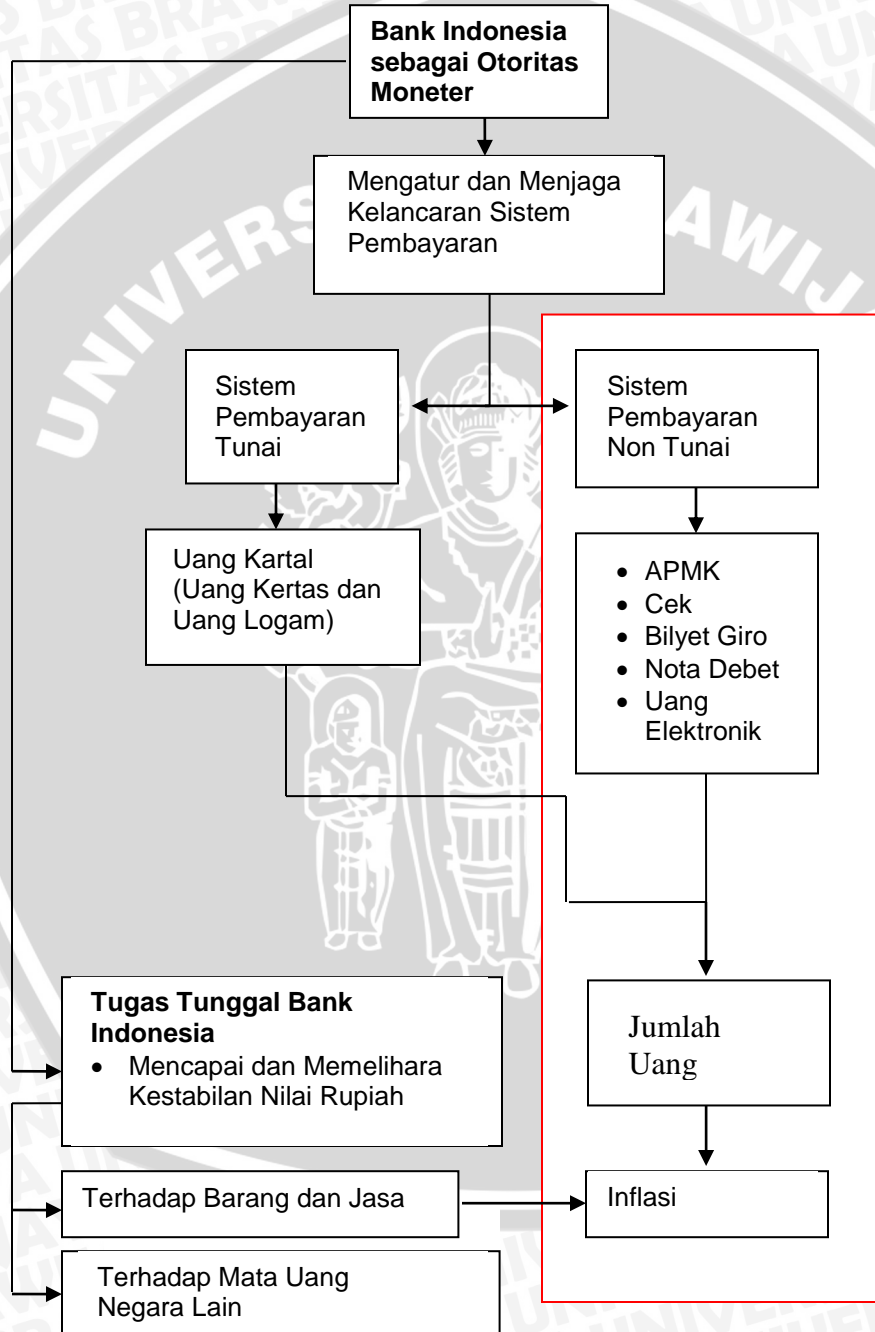 Bank Indonesia
sebagai Otoritas
Moneter
Mengatur dan Menjaga
Kelancaran Sistem
Pembayaran
Sistem
Pembayaran
Tunai
Sistem
Pembayaran
Non Tunai
Uang Kartal
(Uang Kertas dan
Uang Logam)
• APMK
• Cek
• Bilyet Giro
• Nota Debet
• Uang
Elektronik
Tugas Tunggal Bank
Indonesia
• Mencapai dan Memelihara
Kestabilan Nilai Rupiah
Jumlah
Uang
Terhadap Barang dan Jasa
Inflasi
Terhadap Mata Uang
Negara Lain